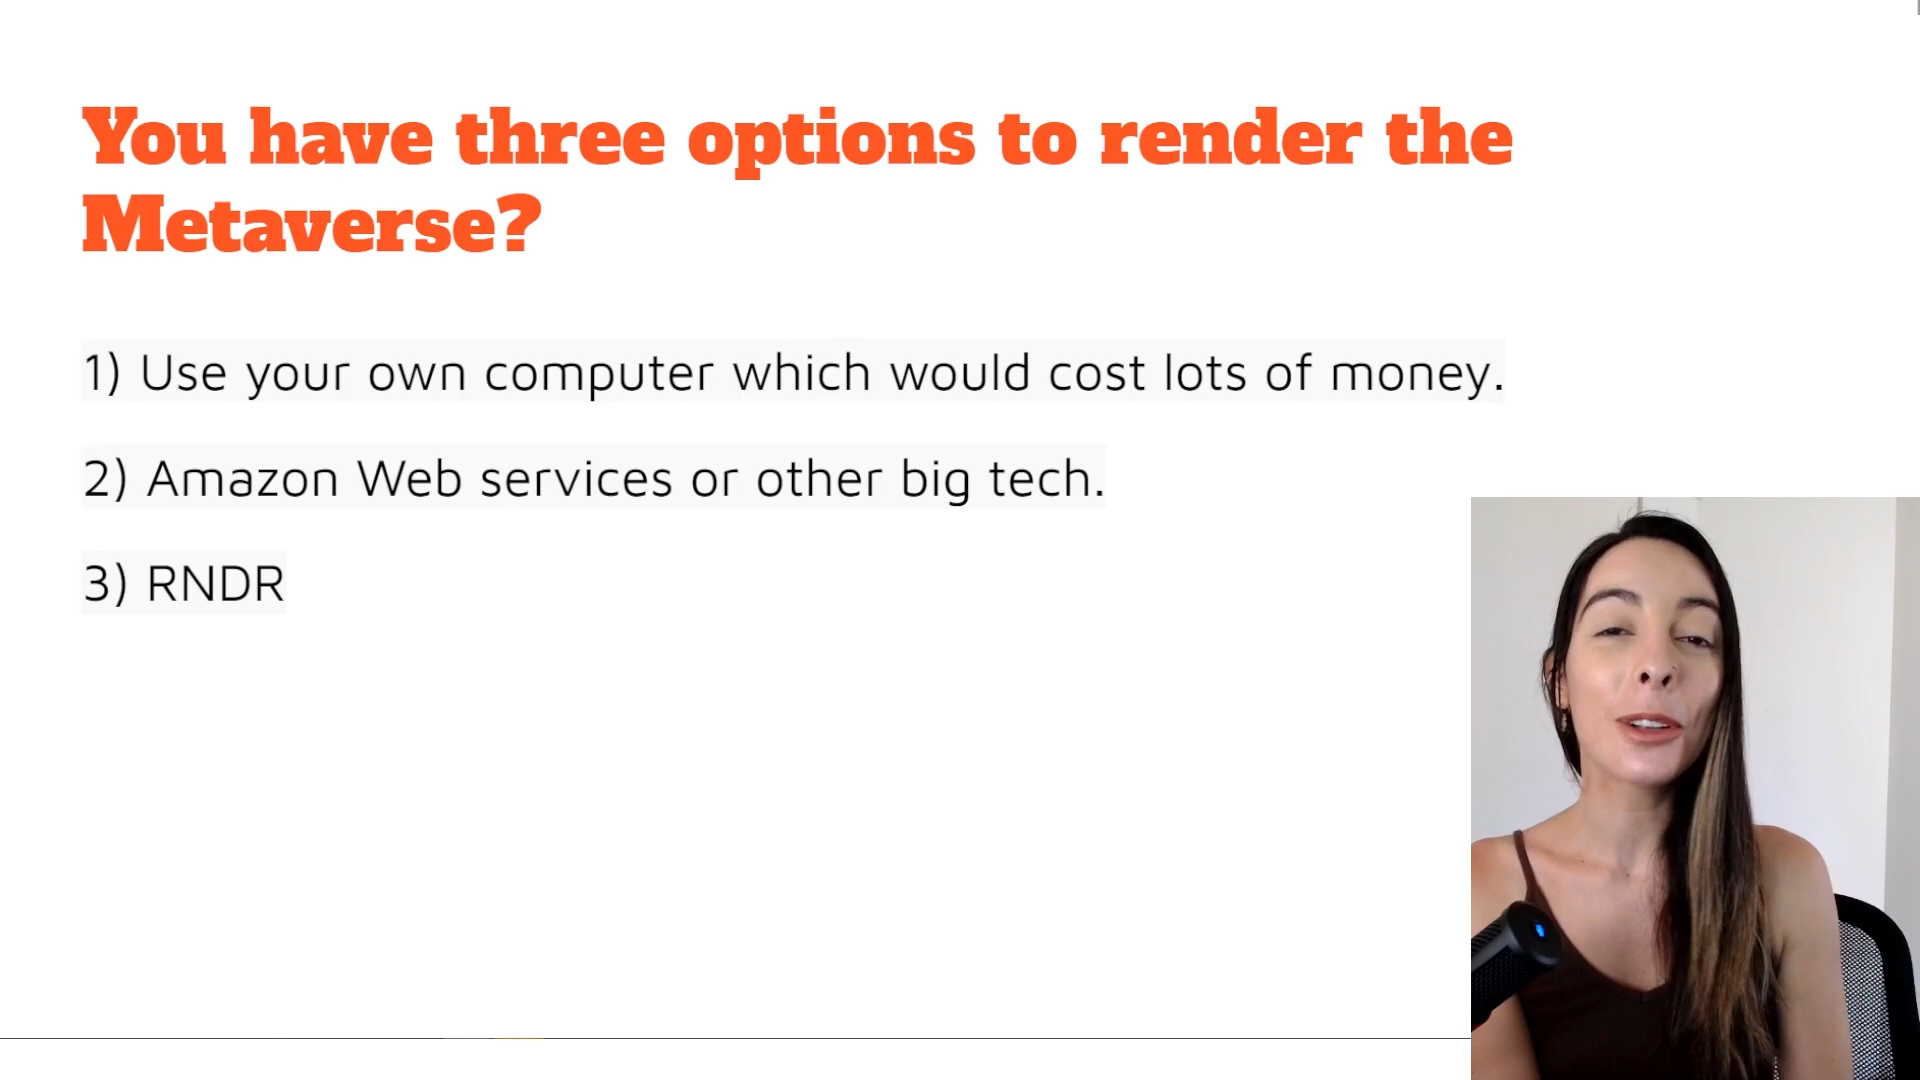 You have three options to render the
Metaverse?
1) Use your own computer which would cost lots of money.
2) Amazon Web services or other big tech.
3) RNDR